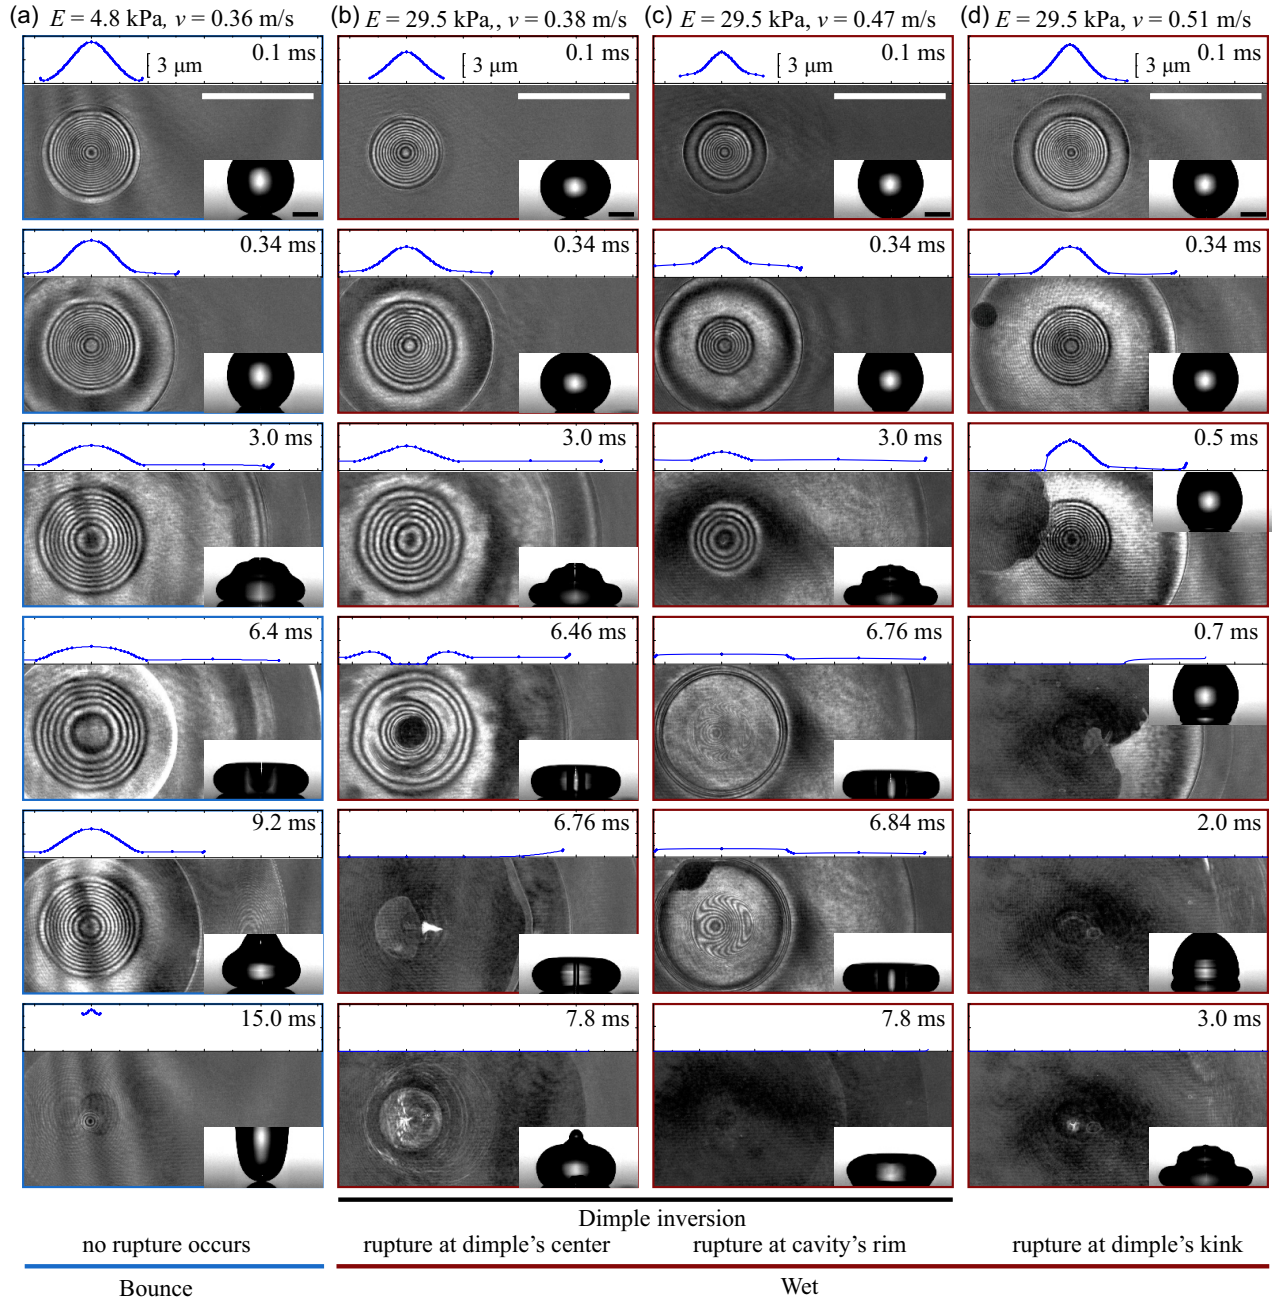 (a) E = 4.8 kPa, v = 0.36 m/s
(b) E = 29.5 kPa,, v = 0.38 m/s
(c) E = 29.5 kPa, v = 0.47 m/s
(d) E = 29.5 kPa, v = 0.51 m/s
0.1 ms
3 μm
0.1 ms
3 μm
0.1 ms
3 μm
0.1 ms
3 μm
0.34 ms
0.34 ms
0.34 ms
0.34 ms
3.0 ms
3.0 ms
3.0 ms
0.5 ms
6.4 ms
6.46 ms
6.76 ms
0.7 ms
9.2 ms
6.76 ms
6.84 ms
2.0 ms
15.0 ms
7.8 ms
7.8 ms
3.0 ms
Dimple inversion
no rupture occurs
rupture at dimple's center
rupture at cavity's rim
rupture at dimple's kink
Bounce
Wet